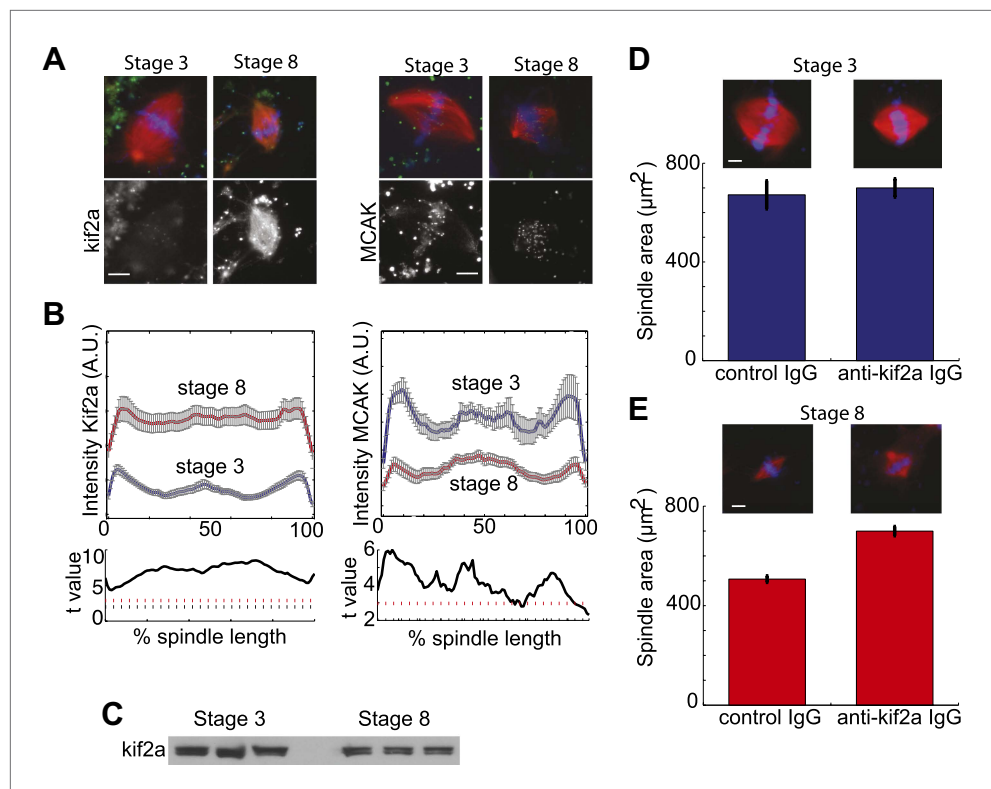 A
Stage 3
Stage 8
Stage 3
Stage 8
kif2a
MCAK
B
Intensity Kif2a (A.U.)
stage 8
stage 3
0
50
100
t value
10
5
0
% spindle length
Intensity MCAK (A.U.)
stage 3
stage 8
0
50
100
t value
6
4
2
% spindle length
C
Stage 3
Stage 8
kif2a
D
Stage 3
Spindle area (µm²)
800
400
0
control IgG
anti-kif2a IgG
E
Stage 8
Spindle area (µm²)
800
400
0
control IgG
anti-kif2a IgG